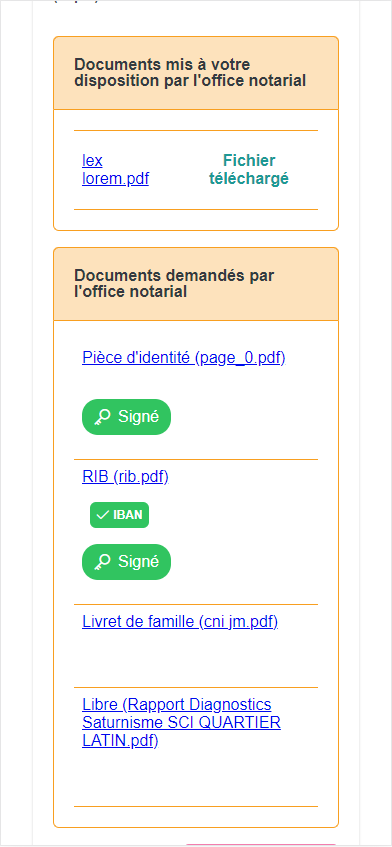 Documents mis à votre
disposition par l'office notarial
lex
lorem.pdf
Fichier
téléchargé
Documents demandés par
l'office notarial
Pièce d'identité (page_0.pdf)
Signé
RIB (rib.pdf)
IBAN
Signé
Livret de famille (cni jm.pdf)
Libre (Rapport Diagnostics
Saturnisme SCI QUARTIER
LATIN.pdf)